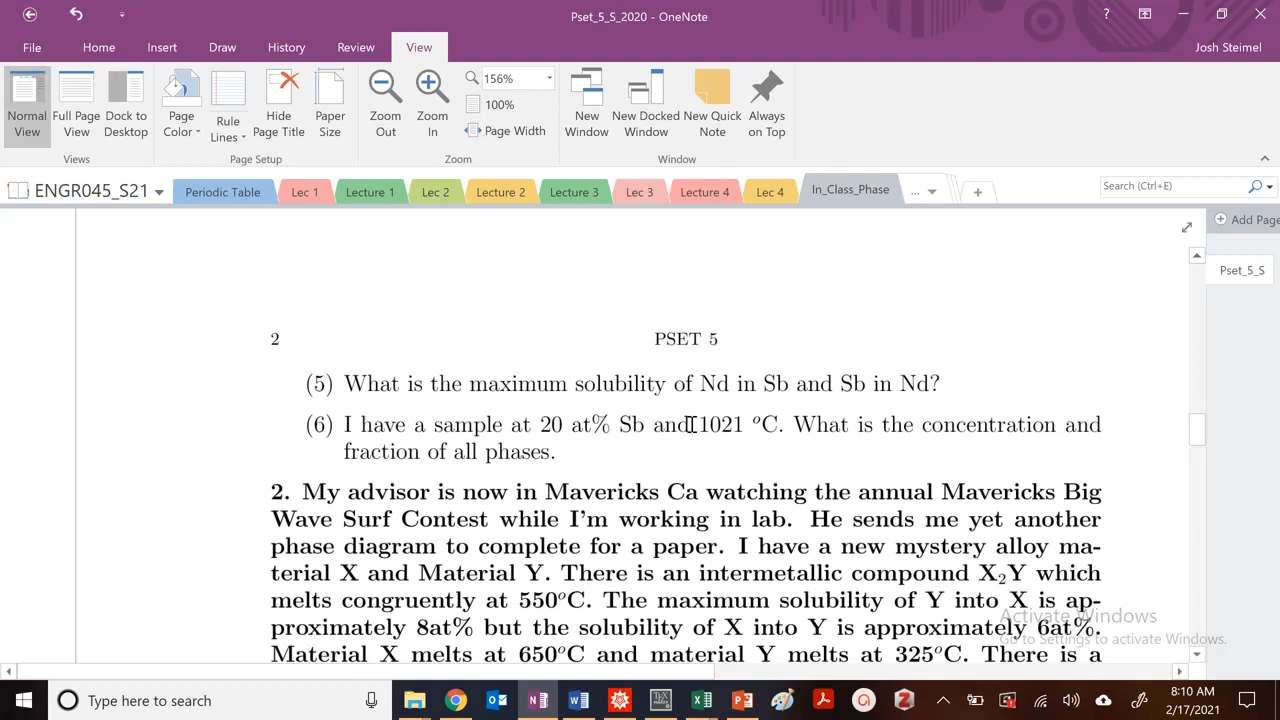 Pset_5_S_2020 - OneNote
?
File Home Insert Draw History Review View Josh Steimel
Normal View
Full Page View
Dock to Desktop
Views
Page Color
Rule Lines
Hide Page Title
Paper Size
Page Setup
Zoom Out
Zoom In
156%
100%
Page Width
Zoom
New Window
New Docked Window
New Quick Note
Always on Top
Window
ENGR045_S21 Periodic Table Lec 1 Lecture 1 Lec 2 Lecture 2 Lecture 3 Lec 3 Lecture 4 Lec 4 In_Class_Phase ... + Search (Ctrl+E)
Add Page
Pset_5_S
2 PSET 5
(5) What is the maximum solubility of Nd in Sb and Sb in Nd?
(6) I have a sample at 20 at% Sb and 1021 °C. What is the concentration and
fraction of all phases.
2. My advisor is now in Mavericks Ca watching the annual Mavericks Big
Wave Surf Contest while I'm working in lab. He sends me yet another
phase diagram to complete for a paper. I have a new mystery alloy ma-
terial X and Material Y. There is an intermetallic compound X₂Y which
melts congruently at 550°C. The maximum solubility of Y into X is ap-
proximately 8at% but the solubility of X into Y is approximately 6at%.
Material X melts at 650°C and material Y melts at 325°C. There is a
Activate Windows
Go to Settings to activate Windows.
Type here to search
8:10 AM
2/17/2021